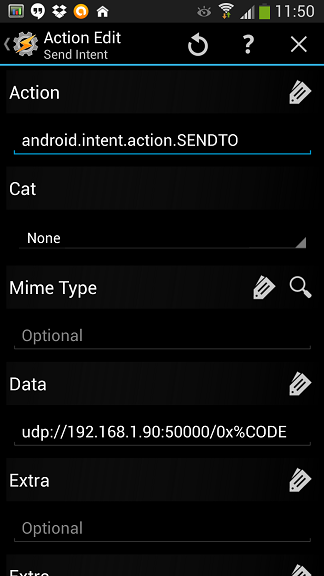 11:50
Action Edit
Send Intent
?
Action
android.intent.action.SENDTO
Cat
None
Mime Type
Optional
Data
udp://192.168.1.90:50000/0x%CODE
Extra
Optional
Extra